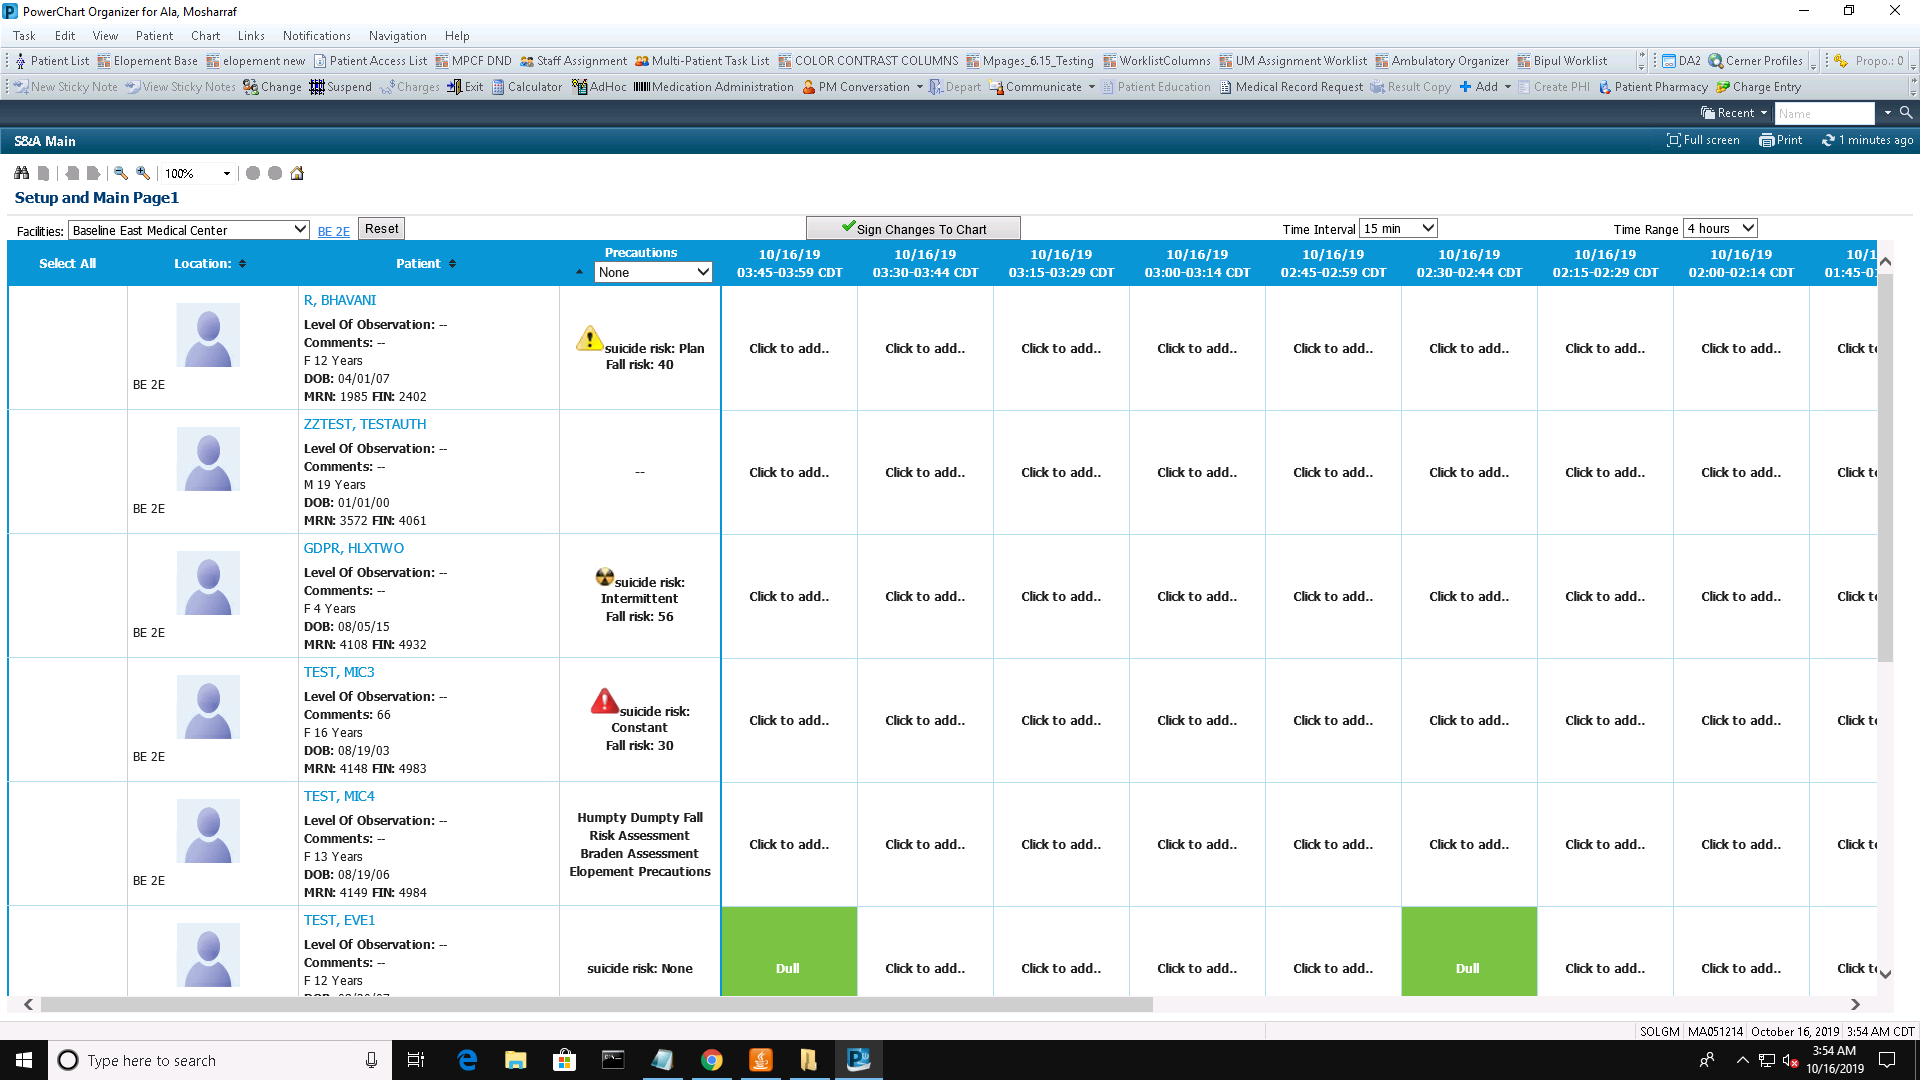 PowerChart Organizer for Ala, Mosharraf
Task Edit View Patient Chart Links Notifications Navigation Help
Patient List Elopement Base elopement new Patient Access List MPCF DND Staff Assignment Multi-Patient Task List COLOR CONTRAST COLUMNS Mpages_6.15_Testing WorklistColumns UM Assignment Worklist Ambulatory Organizer Bipul Worklist DA2 Cerner Profiles Propo.: 0
New Sticky Note View Sticky Notes Change Suspend Charges Exit Calculator AdHoc Medication Administration PM Conversation Depart Communicate Patient Education Medical Record Request Result Copy Add Create PHI Patient Pharmacy Charge Entry
Recent Name
S&A Main Full screen Print 1 minutes ago
100%
Setup and Main Page1
Facilities: Baseline East Medical Center BE 2E Reset Sign Changes To Chart Time Interval 15 min Time Range 4 hours
Select All Location: Patient Precautions None
10/16/19 10/16/19 10/16/19 10/16/19 10/16/19 10/16/19 10/16/19 10/16/19 10/1
03:45-03:59 CDT 03:30-03:44 CDT 03:15-03:29 CDT 03:00-03:14 CDT 02:45-02:59 CDT 02:30-02:44 CDT 02:15-02:29 CDT 02:00-02:14 CDT 01:45-0
R, BHAVANI
Level Of Observation: --
Comments: --
F 12 Years
DOB: 04/01/07
MRN: 1985 FIN: 2402
BE 2E
suicide risk: Plan
Fall risk: 40
Click to add.. Click to add.. Click to add.. Click to add.. Click to add.. Click to add.. Click to add.. Click to add.. Click t
ZZTEST, TESTAUTH
Level Of Observation: --
Comments: --
M 19 Years
DOB: 01/01/00
MRN: 3572 FIN: 4061
BE 2E
--
Click to add.. Click to add.. Click to add.. Click to add.. Click to add.. Click to add.. Click to add.. Click to add.. Click t
GDPR, HLXTWO
Level Of Observation: --
Comments: --
F 4 Years
DOB: 08/05/15
MRN: 4108 FIN: 4932
BE 2E
suicide risk:
Intermittent
Fall risk: 56
Click to add.. Click to add.. Click to add.. Click to add.. Click to add.. Click to add.. Click to add.. Click to add.. Click t
TEST, MIC3
Level Of Observation: --
Comments: 66
F 16 Years
DOB: 08/19/03
MRN: 4148 FIN: 4983
BE 2E
suicide risk:
Constant
Fall risk: 30
Click to add.. Click to add.. Click to add.. Click to add.. Click to add.. Click to add.. Click to add.. Click to add.. Click t
TEST, MIC4
Level Of Observation: --
Comments: --
F 13 Years
DOB: 08/19/06
MRN: 4149 FIN: 4984
BE 2E
Humpty Dumpty Fall
Risk Assessment
Braden Assessment
Elopement Precautions
Click to add.. Click to add.. Click to add.. Click to add.. Click to add.. Click to add.. Click to add.. Click to add.. Click t
TEST, EVE1
Level Of Observation: --
Comments: --
F 12 Years
suicide risk: None
Dull Click to add.. Click to add.. Click to add.. Click to add.. Dull Click to add.. Click to add.. Click t
SOLGM MA051214 October 16, 2019 3:54 AM CDT
Type here to search
3:54 AM
10/16/2019